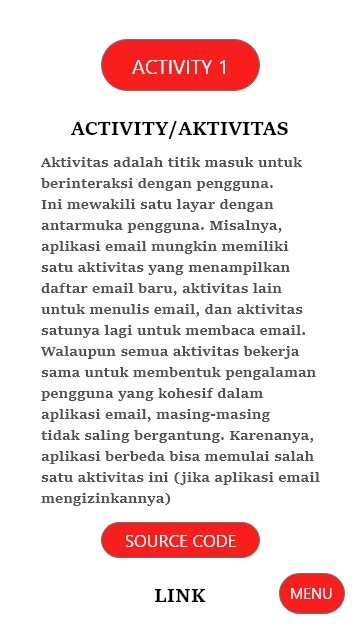 ACTIVITY 1
ACTIVITY/AKTIVITAS
Aktivitas adalah titik masuk untuk
berinteraksi dengan pengguna.
Ini mewakili satu layar dengan
antarmuka pengguna. Misalnya,
aplikasi email mungkin memiliki
satu aktivitas yang menampilkan
daftar email baru, aktivitas lain
untuk menulis email, dan aktivitas
satunya lagi untuk membaca email.
Walaupun semua aktivitas bekerja
sama untuk membentuk pengalaman
pengguna yang kohesif dalam
aplikasi email, masing-masing
tidak saling bergantung. Karenanya,
aplikasi berbeda bisa memulai salah
satu aktivitas ini (jika aplikasi email
mengizinkannya)
SOURCE CODE
LINK
MENU